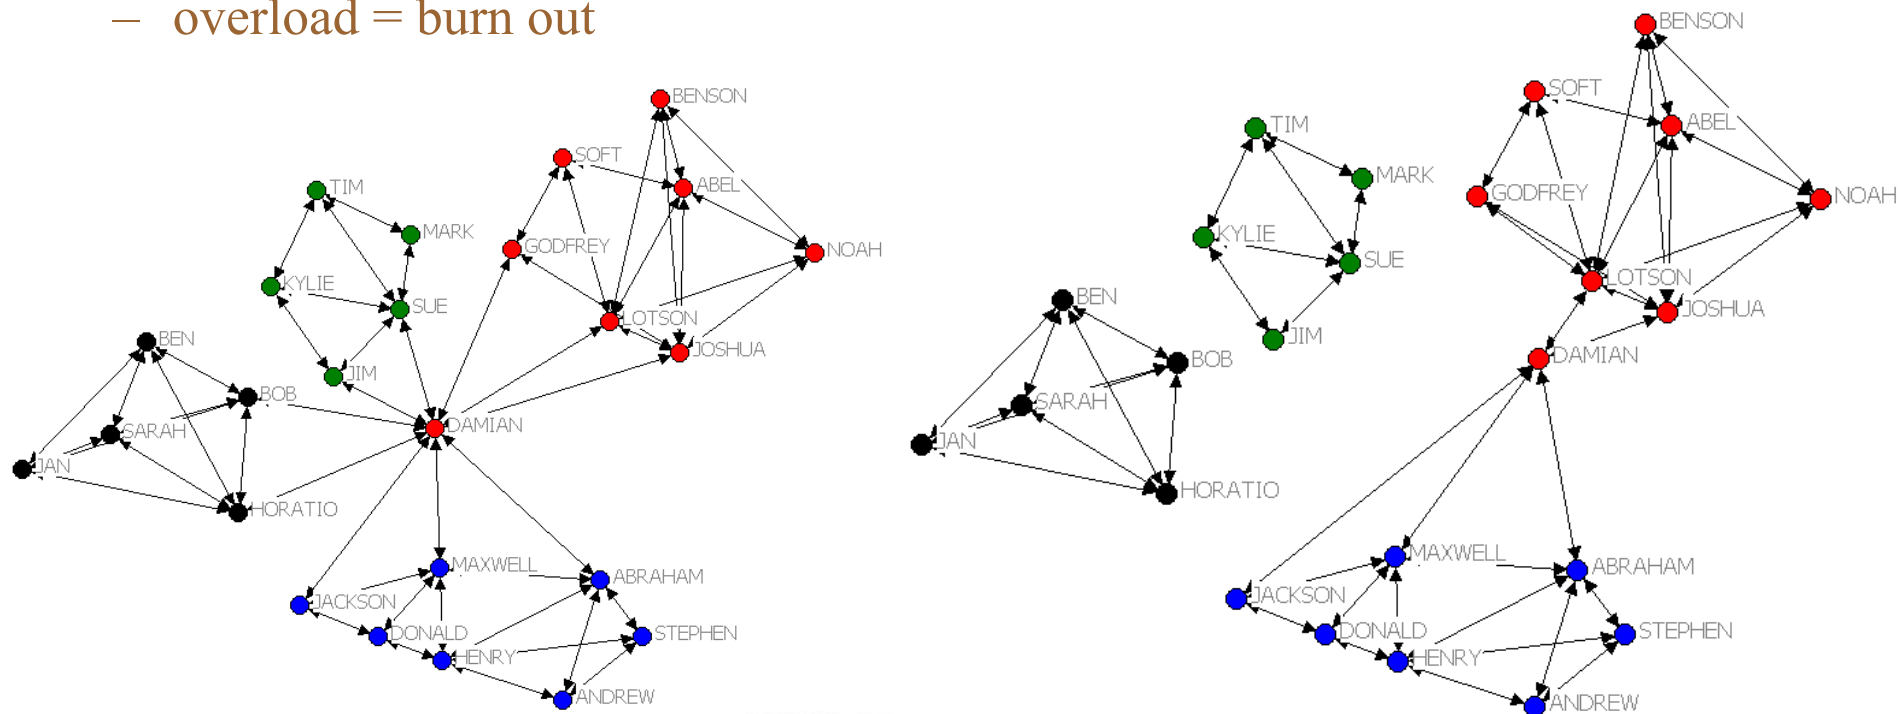 – overload = burn out
BENSON
SOFT
ABEL
TIM
MARK
GODFREY
NOAH
KYLIE
SUE
LOTSON
JOSHUA
BEN
JIM
BOB
DAMIAN
SARAH
JAN
HORATIO
MAXWELL
ABRAHAM
JACKSON
DONALD
STEPHEN
HENRY
ANDREW
BENSON
SOFT
ABEL
TIM
MARK
GODFREY
NOAH
KYLIE
SUE
LOTSON
JOSHUA
BEN
JIM
BOB
DAMIAN
SARAH
JAN
HORATIO
MAXWELL
ABRAHAM
JACKSON
DONALD
STEPHEN
HENRY
ANDREW